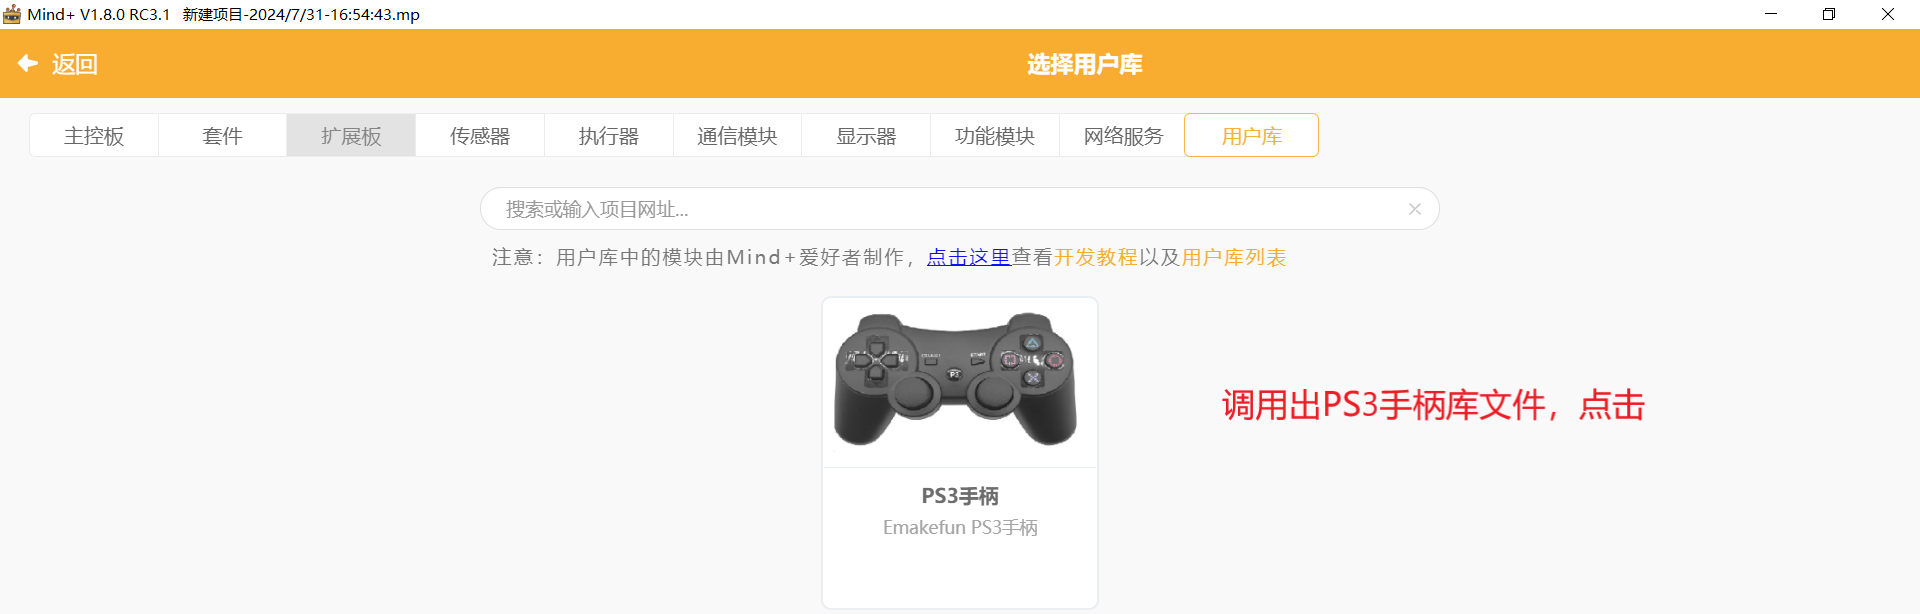 Mind+ V1.8.0 RC3.1 新建项目-2024/7/31-16:54:43.mp
返回
选择用户库
主控板 套件 扩展板 传感器 执行器 通信模块 显示器 功能模块 网络服务 用户库
搜索或输入项目网址...
注意：用户库中的模块由Mind+爱好者制作，点击这里查看开发教程以及用户库列表
START
P3
调用出PS3手柄库文件，点击
PS3手柄
Emakefun PS3手柄